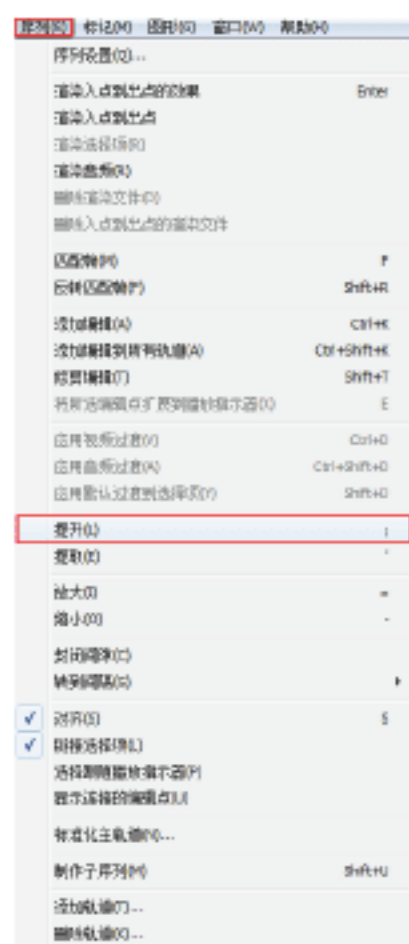 序列(S) 标记(M) 图形(G) 窗口(W) 帮助(H)
序列设置(Q)...
渲染入点到出点的效果 Enter
渲染入点到出点
渲染选择项(R)
渲染音频(R)
删除渲染文件(D)
删除入点到出点的渲染文件
匹配帧(M) F
反转匹配帧(F) Shift+R
添加编辑(A) Ctrl+K
添加编辑到所有轨道(A) Ctrl+Shift+K
修剪编辑(T) Shift+T
将所选编辑点扩展到播放指示器(X) E
应用视频过渡(V) Ctrl+D
应用音频过渡(A) Ctrl+Shift+D
应用默认过渡到选择项(Y) Shift+D
提升(L) ;
提取(E) '
放大(I) =
缩小(O) -
封闭间隙(C)
转到间隔(G)
对齐(S) S
链接选择项(L)
选择跟随播放指示器(P)
显示连接的编辑点(U)
标准化主轨道(N)...
制作子序列(M) Shift+U
添加轨道(T)...
删除轨道(K)...